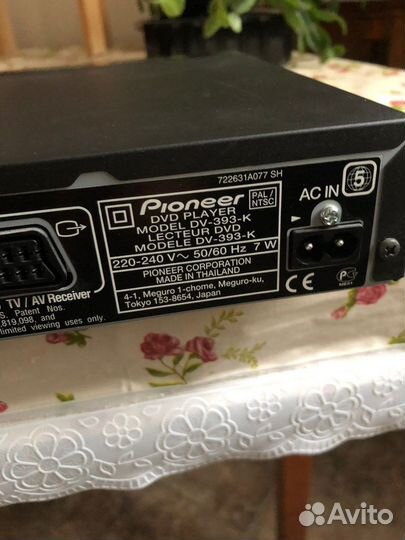 722631A077 SH
Pioneer
PAL/
NTSC
DVD PLAYER
MODEL DV-393-K
LECTEUR DVD
MODÈLE DV-393-K
220-240 V~ 50/60 Hz 7 W
PIONEER CORPORATION
MADE IN THAILAND
4-1, Meguro 1-chome, Meguro-ku,
Tokyo 153-8654, Japan
AC IN
5
CE
TV / AV Receiver
S. Patent Nos.
,819,098, and
limited viewing uses only.
Avito